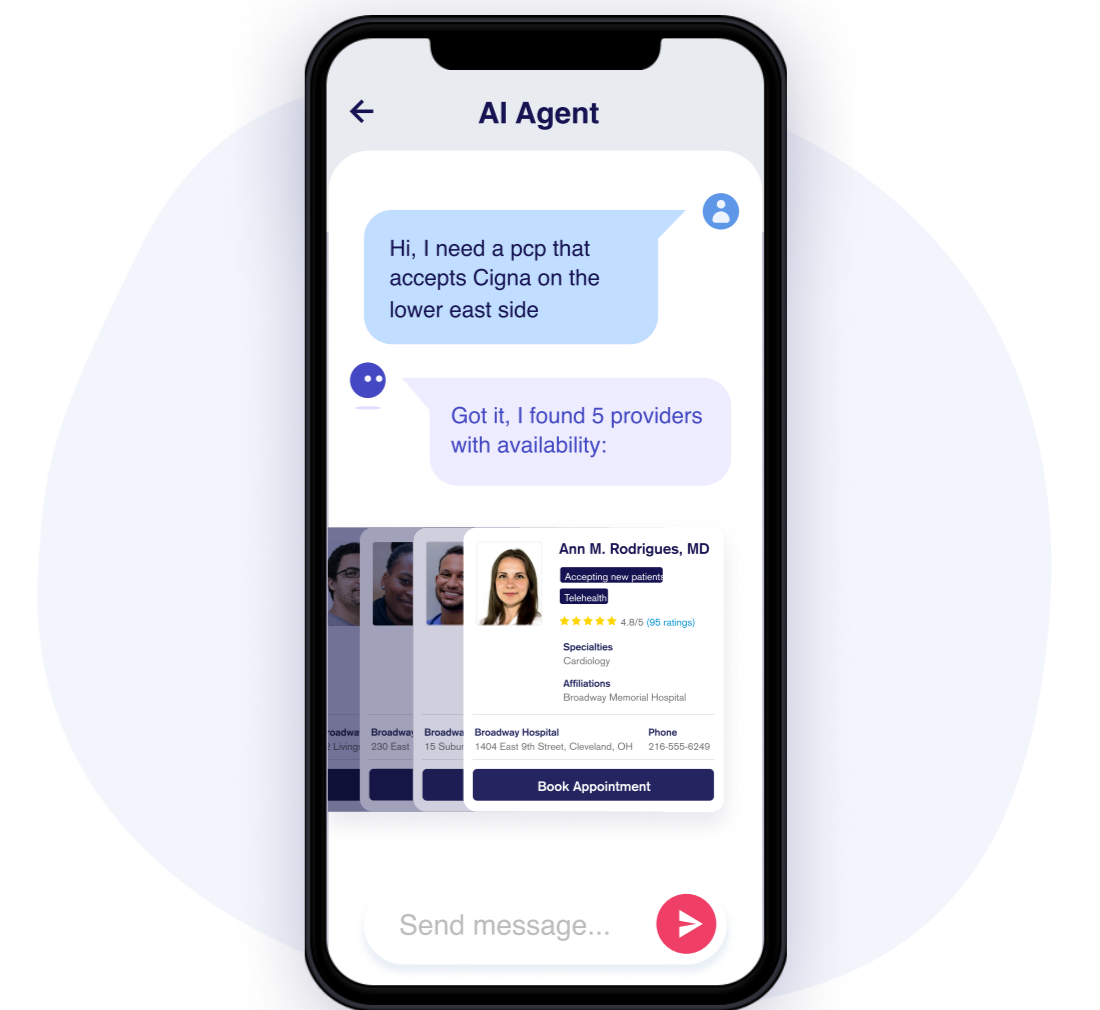 AI Agent
Hi, I need a pcp that
accepts Cigna on the
lower east side
Got it, I found 5 providers
with availability:
Ann M. Rodrigues, MD
Accepting new patients
Telehealth
4.8/5 (95 ratings)
Specialties
Cardiology
Affiliations
Broadway Memorial Hospital
Broadway Broadwa Broadway Hospital Phone
230 East 15 Subur 1404 East 9th Street, Cleveland, OH 216-555-6249
Book Appointment
Send message...